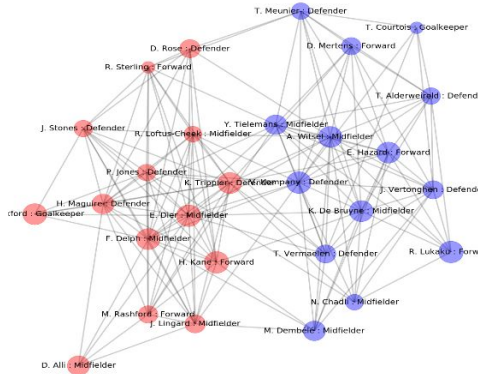 T. Meunier: Defender
T. Courtois: Goalkeeper
D. Rose: Defender
D. Mertens: Forward
R. Sterling: Forward
T. Alderweireld: Defend
Y. Tielemans: Midfielder
J. Stones: Defender
R. Loftus-Cheek: Midfielder
A. Witsel: Midfielder
E. Hazard: Forward
P. Jones: Defender
K. Trippier: Defender
V. Kompany: Defender
J. Vertonghen: Defend
H. Maguire: Defender
xford: Goalkeeper
E. Dier: Midfielder
K. De Bruyne: Midfielder
F. Delph: Midfielder
T. Vermaelen: Defender
R. Lukaku: Forw
H. Kane: Forward
N. Chadli: Midfielder
M. Rashford: Forward
J. Lingard: Midfielder
M. Dembele: Midfielder
D. Alli: Midfielder